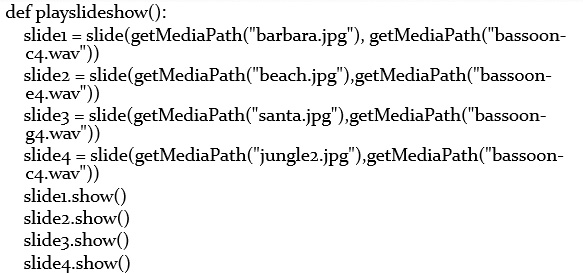 def playslideshow():
slide1 = slide(getMediaPath("barbara.jpg"), getMediaPath("bassoon-
c4.wav"))
slide2 = slide(getMediaPath("beach.jpg"),getMediaPath("bassoon-
e4.wav"))
slide3 = slide(getMediaPath("santa.jpg"),getMediaPath("bassoon-
g4.wav"))
slide4 = slide(getMediaPath("jungle2.jpg"),getMediaPath("bassoon-
c4.wav"))
slide1.show()
slide2.show()
slide3.show()
slide4.show()